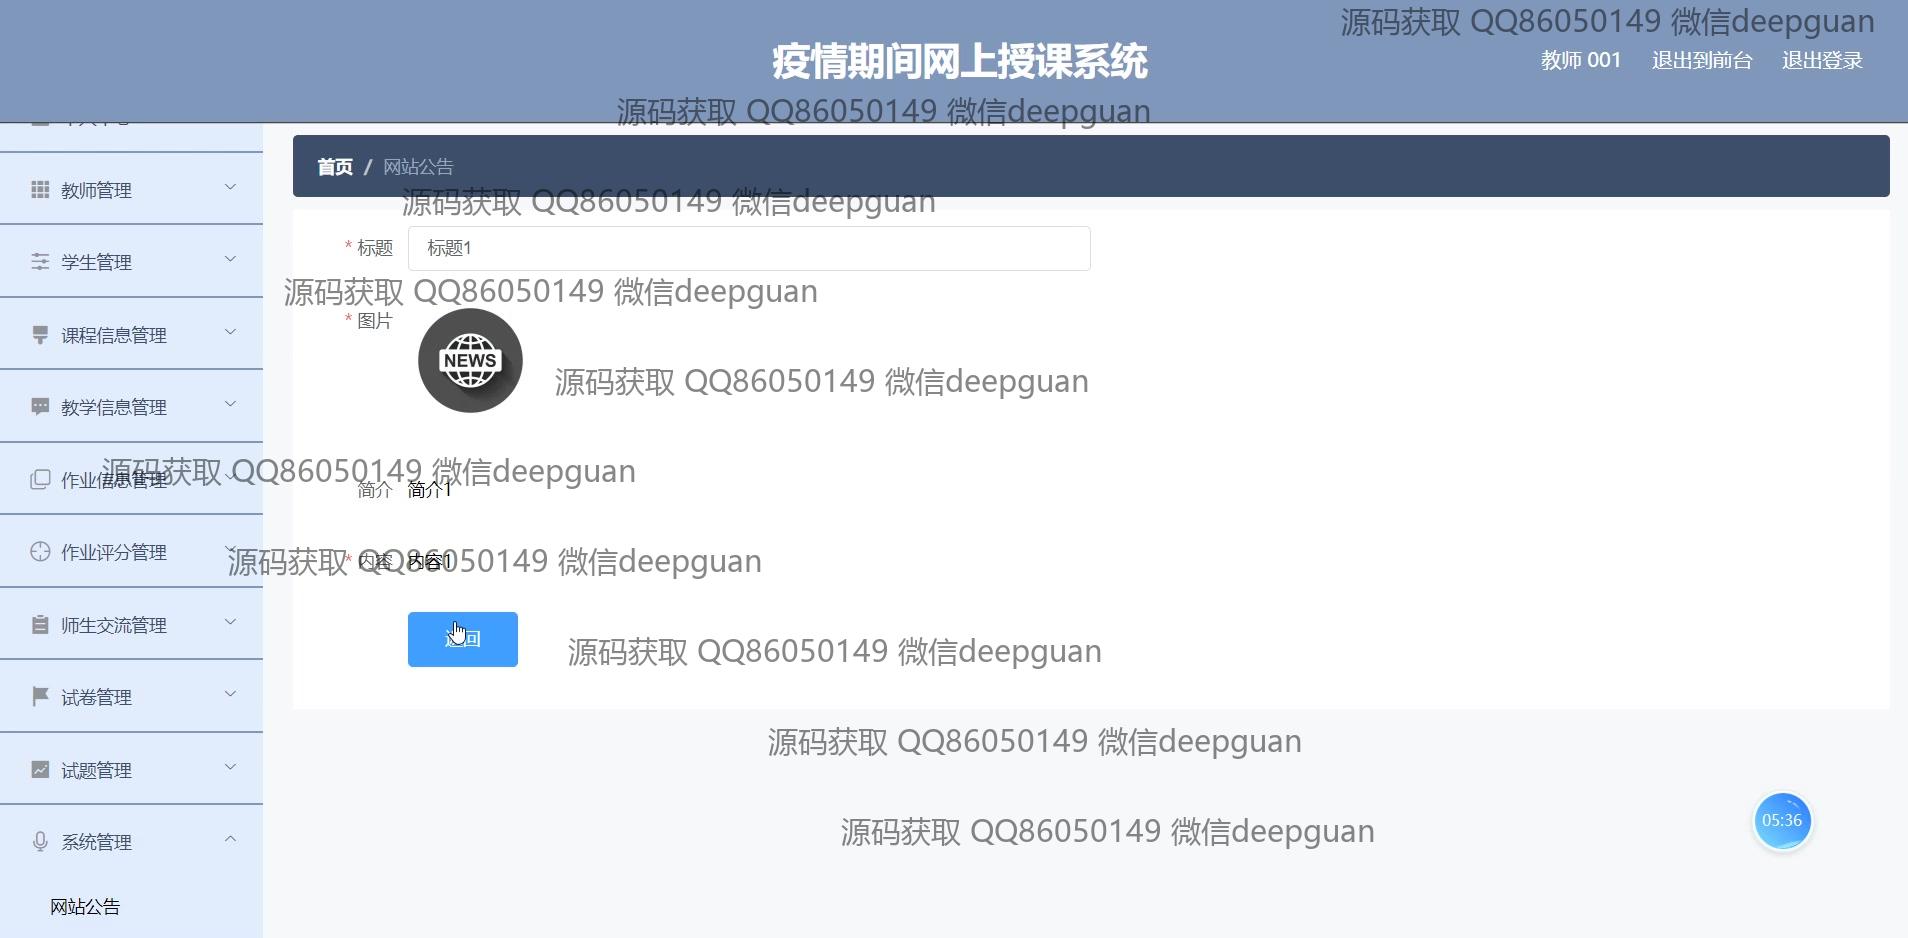 源码获取 QQ86050149 微信deepguan
疫情期间网上授课系统
教师 001 退出到前台 退出登录
源码获取 QQ86050149 微信deepguan
首页 / 网站公告
教师管理
源码获取 QQ86050149 微信deepguan
* 标题 标题1
学生管理
源码获取 QQ86050149 微信deepguan
* 图片
课程信息管理
NEWS
源码获取 QQ86050149 微信deepguan
教学信息管理
源码获取 QQ86050149 微信deepguan
作业信息管理
简介 简介1
作业评分管理
源码获取 QQ86050149 微信deepguan
* 内容 内容1
师生交流管理
返回
源码获取 QQ86050149 微信deepguan
试卷管理
源码获取 QQ86050149 微信deepguan
试题管理
05:36
源码获取 QQ86050149 微信deepguan
系统管理
网站公告